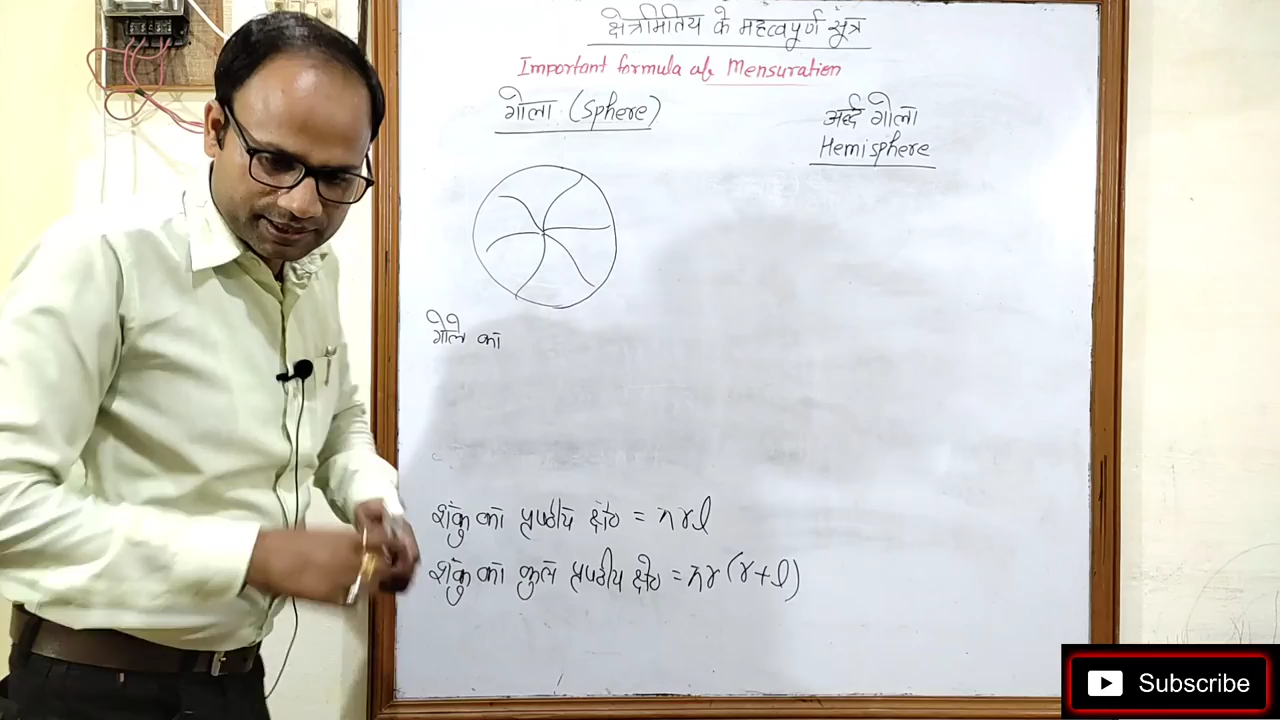 क्षेत्रमितिय के महत्वपूर्ण सूत्र
Important formula of Mensuration
गोला (Sphere)
अर्द्ध गोला
Hemisphere
गोले का
शंकु का पृष्ठीय क्षे० = πrl
शंकु का कुल पृष्ठीय क्षे० = πr(r+l)
Subscribe